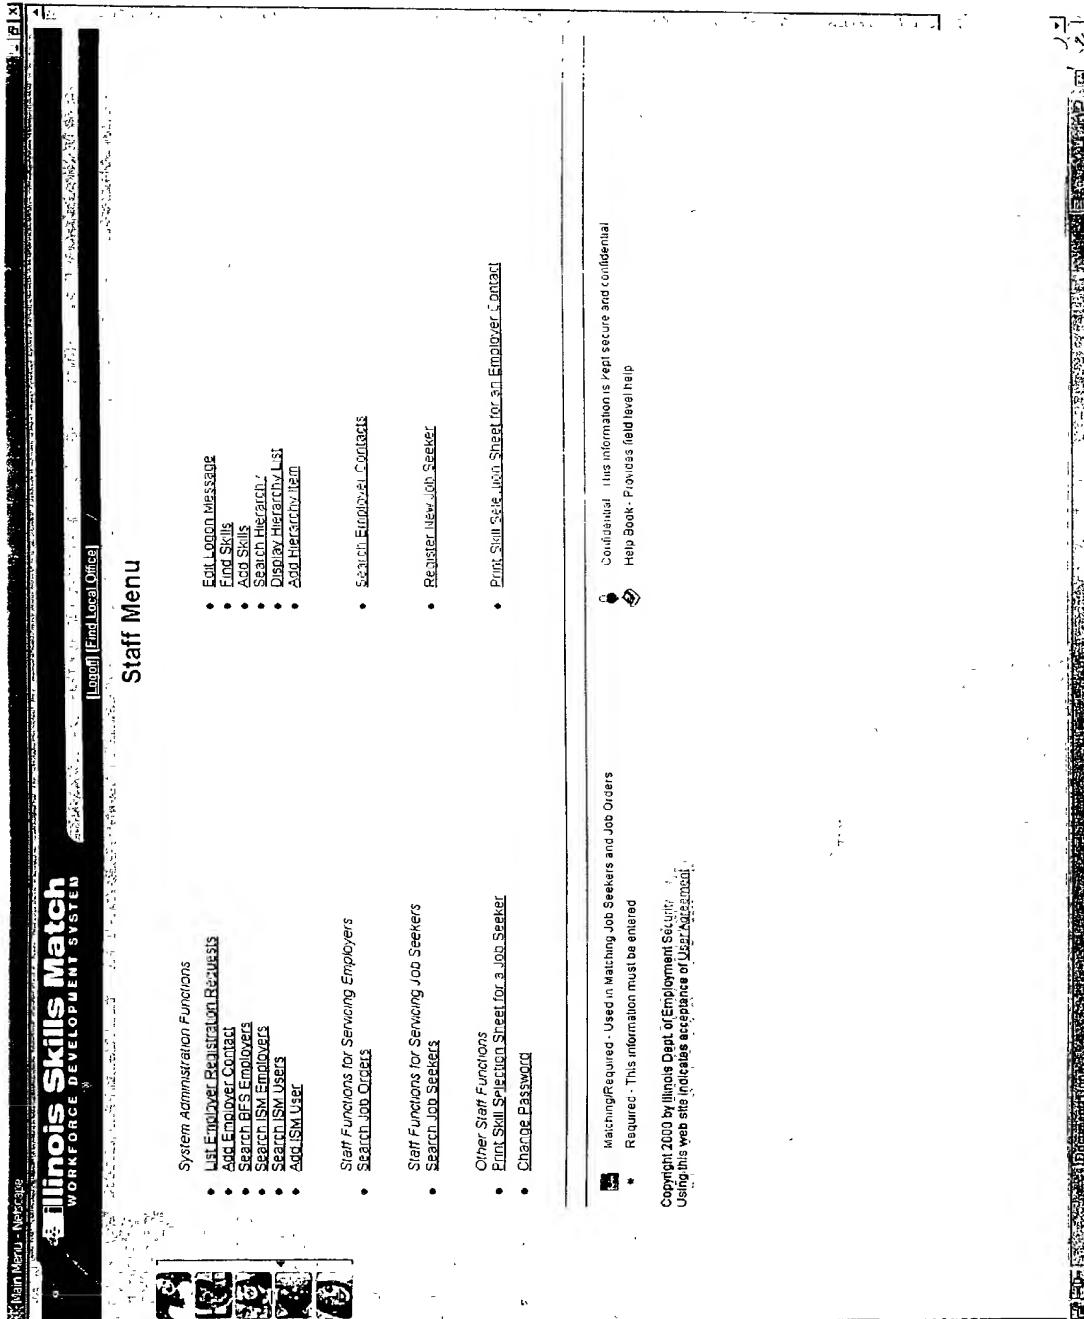 Main Menu - Netscape
illinois Skills Match
WORKFORCE DEVELOPMENT SYSTEM
[Logoff] [Find Local Office]
Staff Menu
System Administration Functions
• List Employer Registration Requests
• Add Employer Contact
• Search BFS Employers
• Search ISM Employers
• Search ISM Users
• Add ISM User
• Edit Logon Message
• Find Skills
• Add Skills
• Search Hierarchy
• Display Hierarchy List
• Add Hierarchy Item
Staff Functions for Servicing Employers
• Search Job Orders
• Search Employer Contacts
Staff Functions for Servicing Job Seekers
• Search Job Seekers
• Register New Job Seeker
Other Staff Functions
• Print Skill Selection Sheet for a Job Seeker
• Print Skill Selection Sheet for an Employer Contact
• Change Password
Matching/Required - Used in Matching Job Seekers and Job Orders
Required - This information must be entered
Confidential This information is kept secure and confidential
Help Book - Provides field level help
Copyright 2000 by Illinois Dept. of Employment Security
Using this web site indicates acceptance of User Agreement